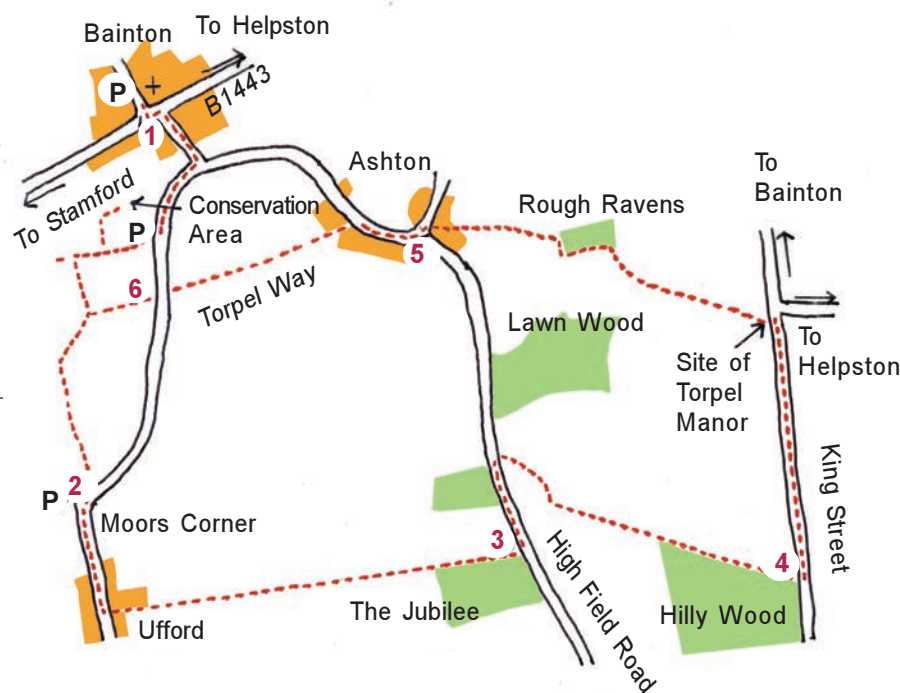 Bainton
To Helpston
P
B1443
1
To Stamford
Conservation
Area
P
Ashton
Rough Ravens
To
Bainton
5
6
Torpel Way
Lawn Wood
Site of
Torpel
Manor
To
Helpston
King Street
2
P
Moors Corner
3
High Field Road
4
The Jubilee
Hilly Wood
Ufford